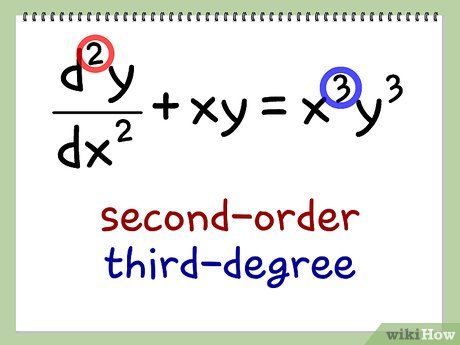 d²y/dx² + xy = x³y³
second-order
third-degree
wikiHow